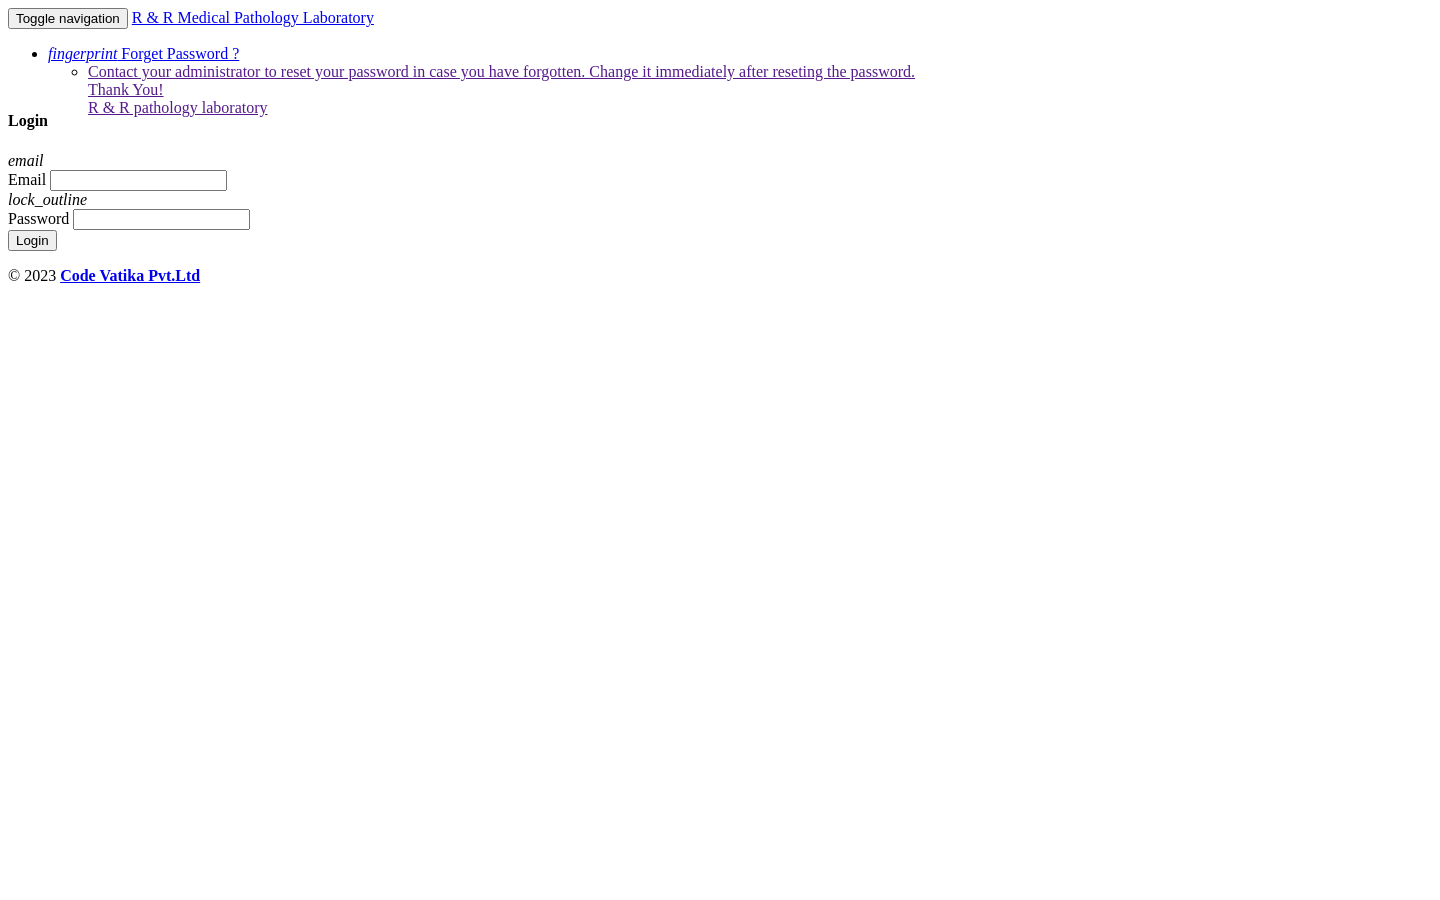 Toggle navigation R & R Medical Pathology Laboratory
fingerprint Forget Password ?
Contact your administrator to reset your password in case you have forgotten. Change it immediately after reseting the password.
Thank You!
R & R pathology laboratory
Login
email
Email
lock_outline
Password
Login
© 2023 Code Vatika Pvt.Ltd